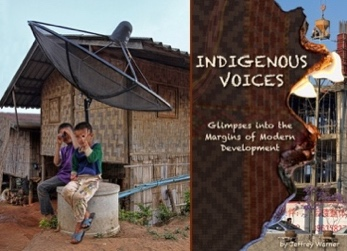 INDIGENOUS
VOICES
Glimpses into the
Margins of Modern
Development
by Jeffrey Warner